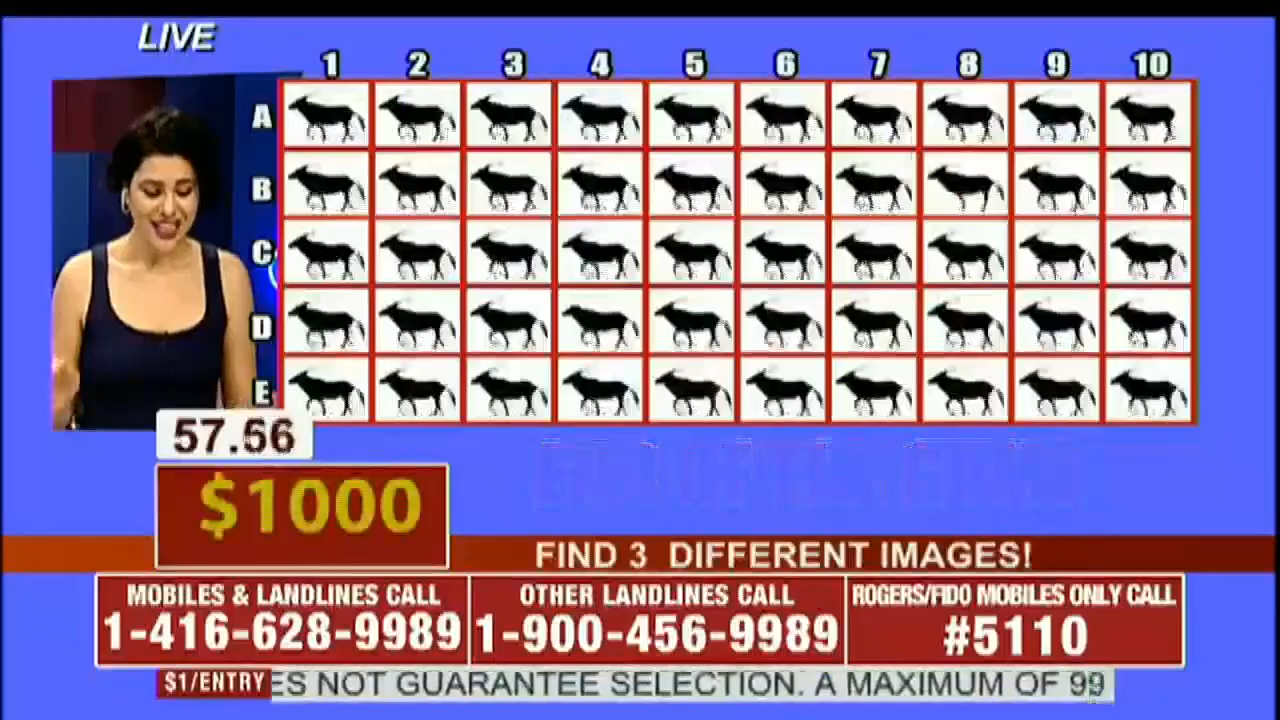 LIVE
1 2 3 4 5 6 7 8 9 10
A
B
C
D
E
57.66
$1000
FIND 3 DIFFERENT IMAGES!
MOBILES & LANDLINES CALL
1-416-628-9989
OTHER LANDLINES CALL
1-900-456-9989
ROGERS/FIDO MOBILES ONLY CALL
#5110
$1/ENTRY
ES NOT GUARANTEE SELECTION. A MAXIMUM OF 99